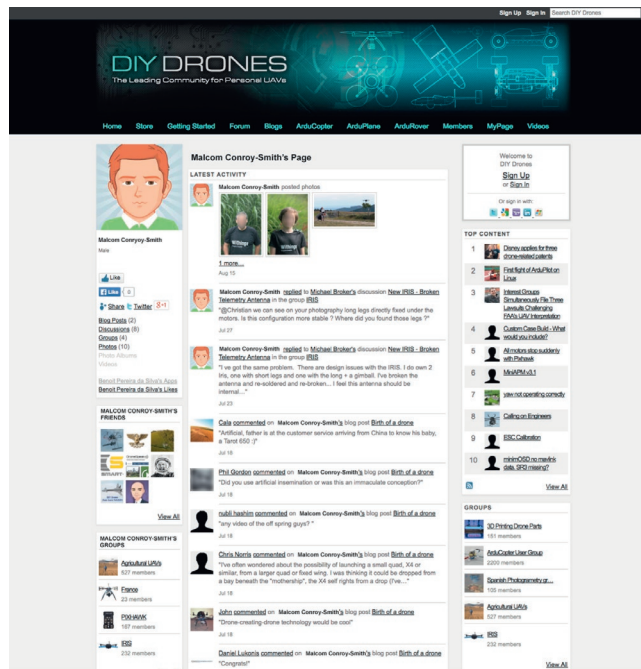 Sign Up Sign In Search DIY Drones
DIY DRONES
The Leading Community for Personal UAVs
Home Store Getting Started Forum Blogs ArduCopter ArduPlane ArduRover Members MyPage Videos
Malcom Conryoy-Smith
Male
Like
Like 0
Share Twitter +1
Blog Posts (2)
Discussions (8)
Groups (4)
Photos (10)
Photo Albums
Videos
Benoit Pereira da Silva's Apps
Benoit Pereira da Silva's Likes
MALCOM CONROY-SMITH'S
FRIENDS
View All
MALCOM CONROY-SMITH'S
GROUPS
Agricultural UAVs
527 members
France
23 members
PIXHAWK
187 members
IRIS
232 members
View All
Malcom Conroy-Smith's Page
LATEST ACTIVITY
Malcom Conroy-Smith posted photos
1 more...
Aug 15
Malcom Conroy-Smith replied to Michael Broker's discussion New IRIS - Broken
Telemetry Antenna in the group IRIS
"@Christian we can see on your photography long legs directly fixed under the
motors. Is this configuration more stable ? Where did you found those legs ?"
Jul 27
Malcom Conroy-Smith replied to Michael Broker's discussion New IRIS - Broken
Telemetry Antenna in the group IRIS
"I ve got the same problem. There are design issues with the IRIS. I do own 2
Iris, one with short legs and one with the long + a gimball. I've broken the
antenna and re-soldered and re-broken... I feel this antenna should be
internal..."
Jul 23
Cala commented on Malcom Conroy-Smith's blog post Birth of a drone
"Artificial, father is at the customer service arriving from China to know his baby,
a Tarot 650 :)"
Jul 18
Phil Gordon commented on Malcom Conroy-Smith's blog post Birth of a drone
"Did you use artificial insemination or was this an immaculate conception?"
Jul 18
nubli hashim commented on Malcom Conroy-Smith's blog post Birth of a drone
"any video of the off spring guys? "
Jul 18
Chris Norris commented on Malcom Conroy-Smith's blog post Birth of a drone
"I've often wondered about the possibility of launching a small quad, X4 or
similar, from a larger quad or fixed wing. I was thinking it could be dropped from
a bay beneath the "mothership", the X4 self rights from a drop (I've..."
Jul 18
John commented on Malcom Conroy-Smith's blog post Birth of a drone
"Drone-creating-drone technology would be cool"
Jul 18
Daniel Lukonis commented on Malcom Conroy-Smith's blog post Birth of a drone
"Congrats!"
Welcome to
DIY Drones
Sign Up
or Sign In
Or sign in with:
TOP CONTENT
1 Disney applies for three
drone-related patents
2 First flight of ArduPilot on
Linux
3 Interest Groups
Simultaneously File Three
Lawsuits Challenging
FAA's UAV Interpretation
4 Custom Case Build - What
would you include?
5 All motors stop suddenly
with Pixhawk
6 MiniAPM v3.1
7 yaw not operating correctly
8 Calling on Engineers
9 ESC Calibration
10 minimOSD no mavlink
data. SR3 missing?
View All
GROUPS
3D Printing Drone Parts
151 members
ArduCopter User Group
2200 members
Spanish Photogrametry gr...
105 members
Agricultural UAVs
527 members
IRIS
232 members
View All